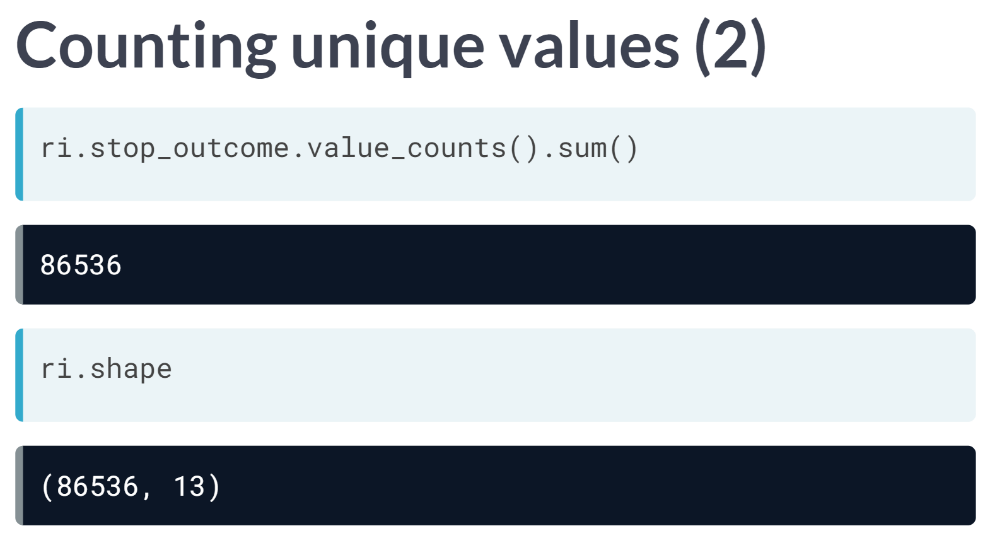 Counting unique values (2)
ri.stop_outcome.value_counts().sum()
86536
ri.shape
(86536, 13)